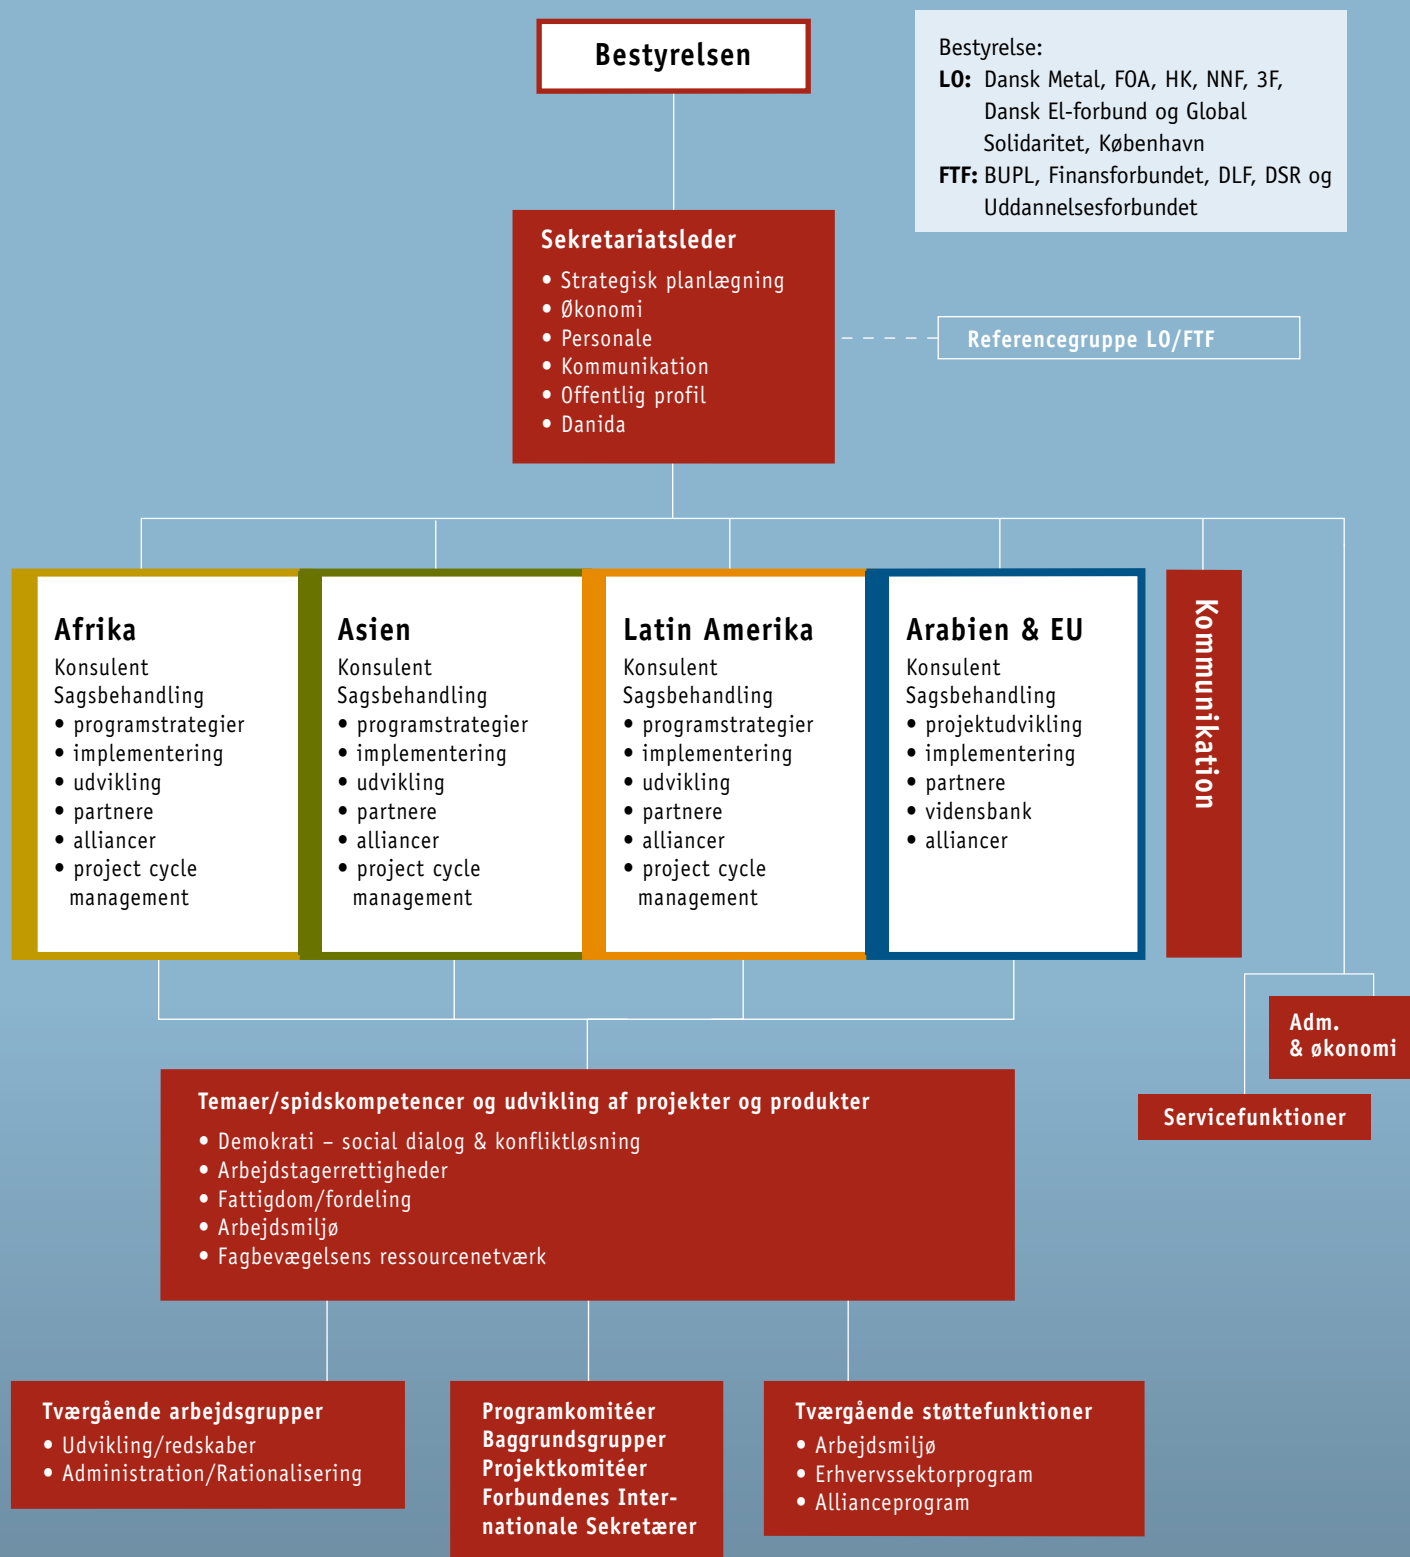 Bestyrelsen
Bestyrelse:
LO: Dansk Metal, FOA, HK, NNF, 3F,
Dansk El-forbund og Global
Solidaritet, København
FTF: BUPL, Finansforbundet, DLF, DSR og
Uddannelsesforbundet
Sekretariatsleder
• Strategisk planlægning
• Økonomi
• Personale
• Kommunikation
• Offentlig profil
• Danida
Referencegruppe LO/FTF
Afrika
Konsulent
Sagsbehandling
• programstrategier
• implementering
• udvikling
• partnere
• alliancer
• project cycle
management
Asien
Konsulent
Sagsbehandling
• programstrategier
• implementering
• udvikling
• partnere
• alliancer
• project cycle
management
Latin Amerika
Konsulent
Sagsbehandling
• programstrategier
• implementering
• udvikling
• partnere
• alliancer
• project cycle
management
Arabien & EU
Konsulent
Sagsbehandling
• projektudvikling
• implementering
• partnere
• vidensbank
• alliancer
Kommunikation
Adm.
& økonomi
Servicefunktioner
Temaer/spidskompetencer og udvikling af projekter og produkter
• Demokrati – social dialog & konfliktløsning
• Arbejdstagerrettigheder
• Fattigdom/fordeling
• Arbejdsmiljø
• Fagbevægelsens ressourcenetværk
Tværgående arbejdsgrupper
• Udvikling/redskaber
• Administration/Rationalisering
Programkomitéer
Baggrundsgrupper
Projektkomitéer
Forbundenes Inter-
nationale Sekretærer
Tværgående støttefunktioner
• Arbejdsmiljø
• Erhvervssektorprogram
• Allianceprogram